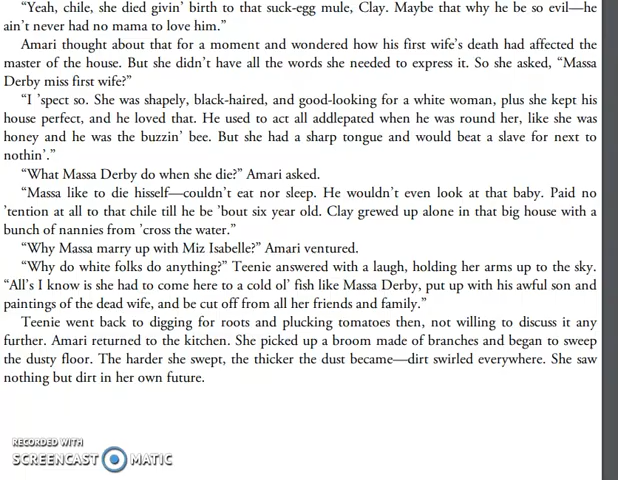 “Yeah, chile, she died givin’ birth to that suck-egg mule, Clay. Maybe that why he be so evil—he
ain’t never had no mama to love him.”
Amari thought about that for a moment and wondered how his first wife’s death had affected the
master of the house. But she didn’t have all the words she needed to express it. So she asked, “Massa
Derby miss first wife?”
“I ’spect so. She was shapely, black-haired, and good-looking for a white woman, plus she kept his
house perfect, and he loved that. He used to act all addlepated when he was round her, like she was
honey and he was the buzzin’ bee. But she had a sharp tongue and would beat a slave for next to
nothin’.”
“What Massa Derby do when she die?” Amari asked.
“Massa like to die hisself—couldn’t eat nor sleep. He wouldn’t even look at that baby. Paid no
’tention at all to that chile till he be ’bout six year old. Clay grewed up alone in that big house with a
bunch of nannies from ’cross the water.”
“Why Massa marry up with Miz Isabelle?” Amari ventured.
“Why do white folks do anything?” Teenie answered with a laugh, holding her arms up to the sky.
“All’s I know is she had to come here to a cold ol’ fish like Massa Derby, put up with his awful son and
paintings of the dead wife, and be cut off from all her friends and family.”
Teenie went back to digging for roots and plucking tomatoes then, not willing to discuss it any
further. Amari returned to the kitchen. She picked up a broom made of branches and began to sweep
the dusty floor. The harder she swept, the thicker the dust became—dirt swirled everywhere. She saw
nothing but dirt in her own future.
RECORDED WITH
SCREENCAST MATIC